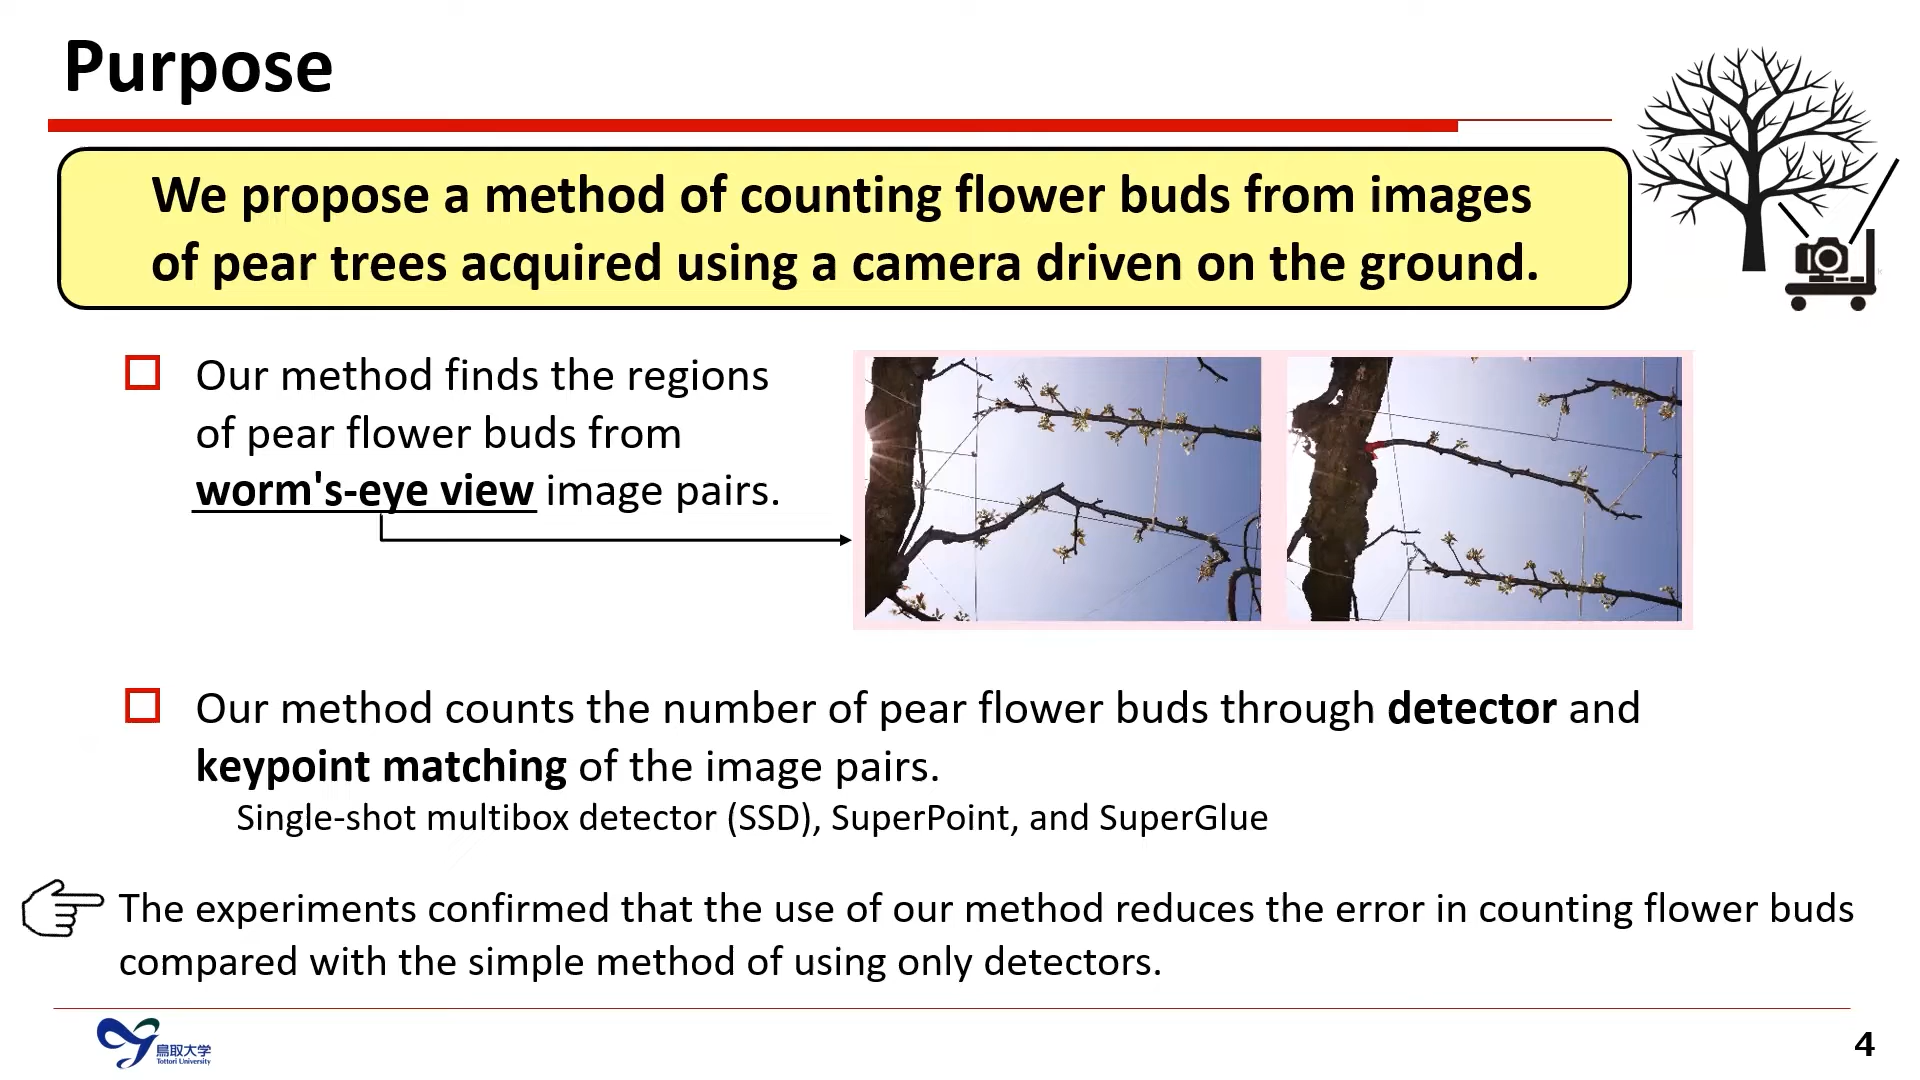 Purpose
We propose a method of counting flower buds from images
of pear trees acquired using a camera driven on the ground.
Our method finds the regions
of pear flower buds from
worm's-eye view image pairs.
Our method counts the number of pear flower buds through detector and
keypoint matching of the image pairs.
Single-shot multibox detector (SSD), SuperPoint, and SuperGlue
The experiments confirmed that the use of our method reduces the error in counting flower buds
compared with the simple method of using only detectors.
鳥取大学
Tottori University
4